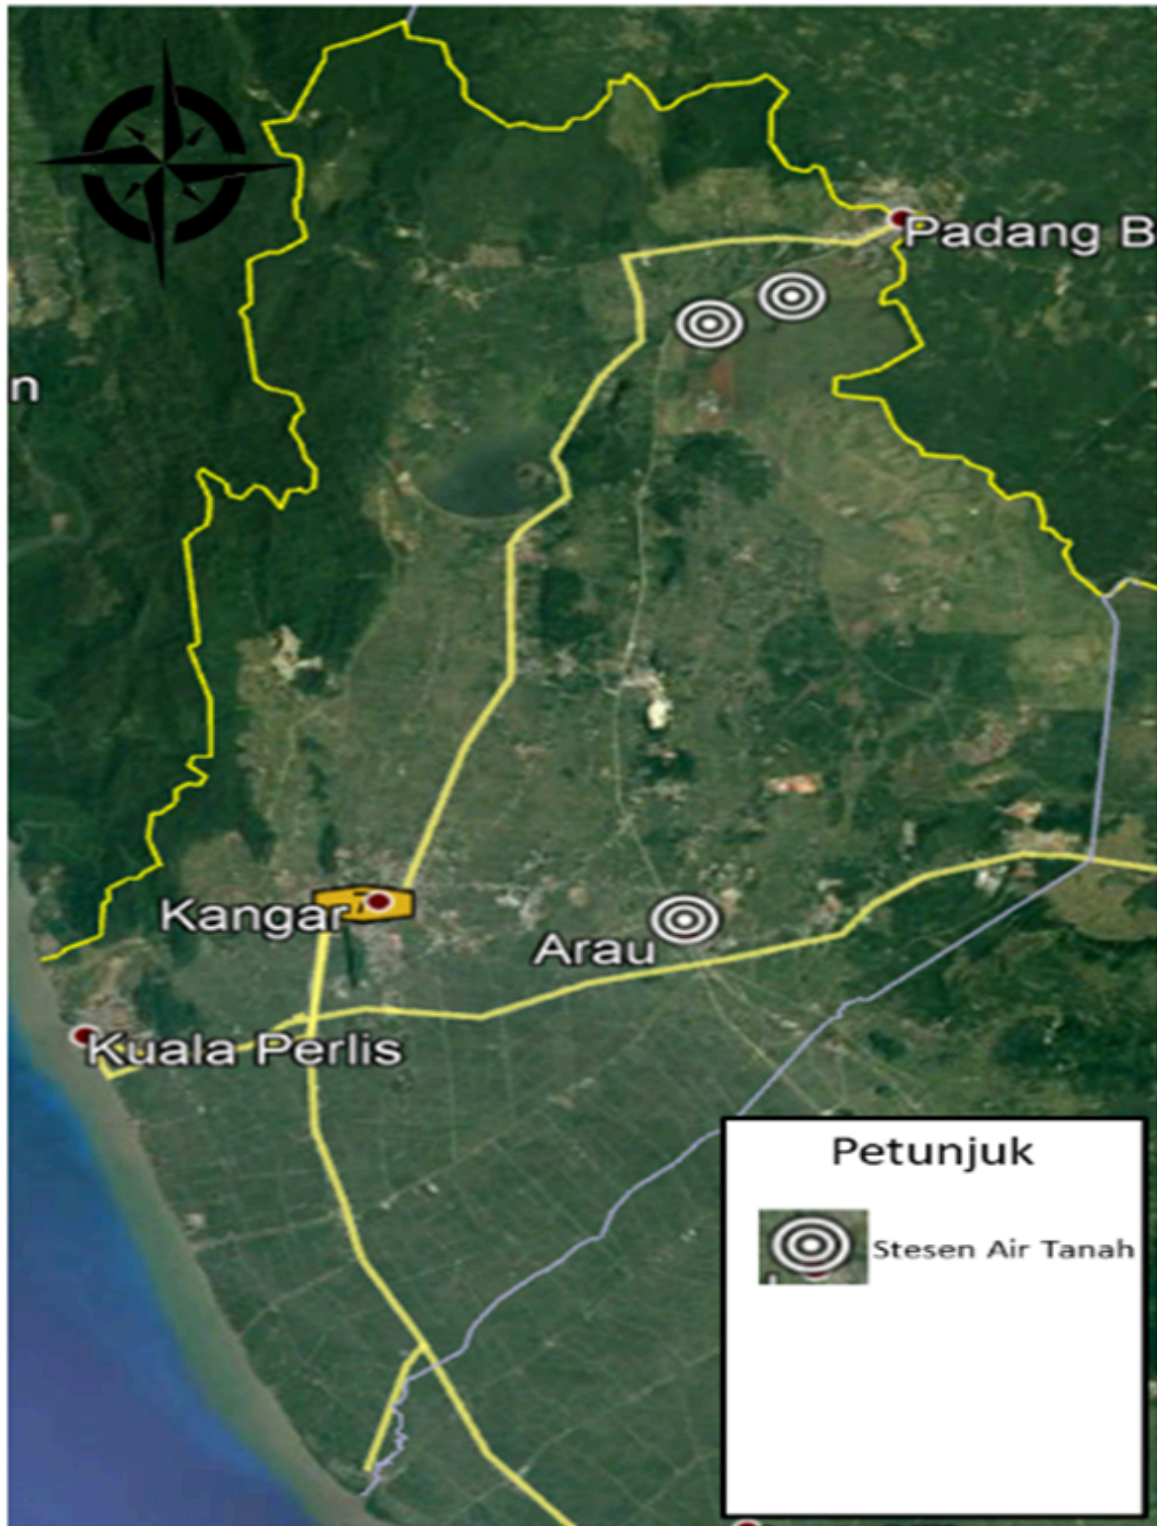 Padang B
n
Kangar
Arau
Kuala Perlis
Petunjuk
Stesen Air Tanah